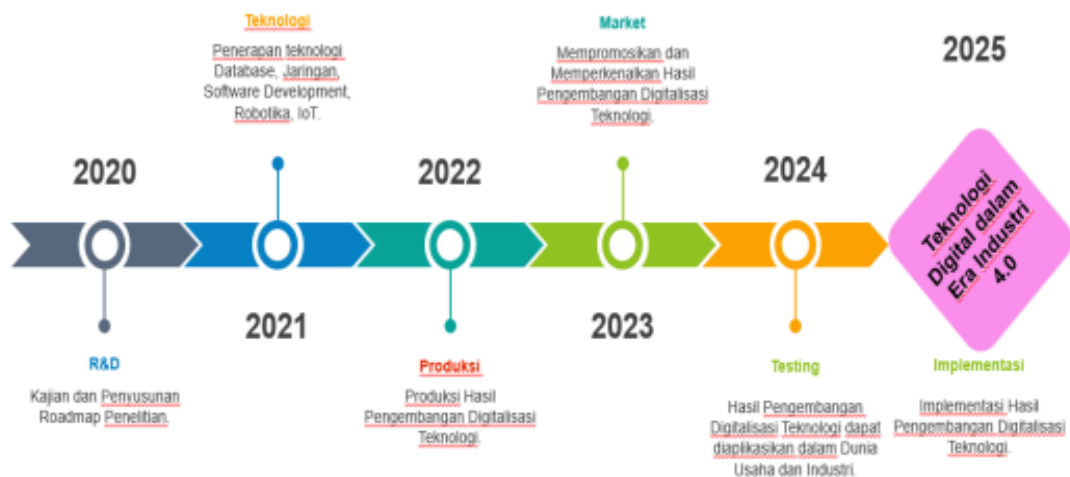 2020
R&D
Kajian dan Penyusunan
Roadmap Penelitian.
Teknologi
Penerapan teknologi
Database, Jaringan,
Software Development,
Robotika, IoT.
2021
2022
Produksi
Produksi Hasil
Pengembangan Digitalisasi
Teknologi.
Market
Mempromosikan dan
Memperkenalkan Hasil
Pengembangan Digitalisasi
Teknologi.
2023
2024
Testing
Hasil Pengembangan
Digitalisasi Teknologi dapat
diaplikasikan dalam Dunia
Usaha dan Industri.
2025
Teknologi
Digital dalam
Era Industri
4.0
Implementasi
Implementasi Hasil
Pengembangan Digitalisasi
Teknologi.